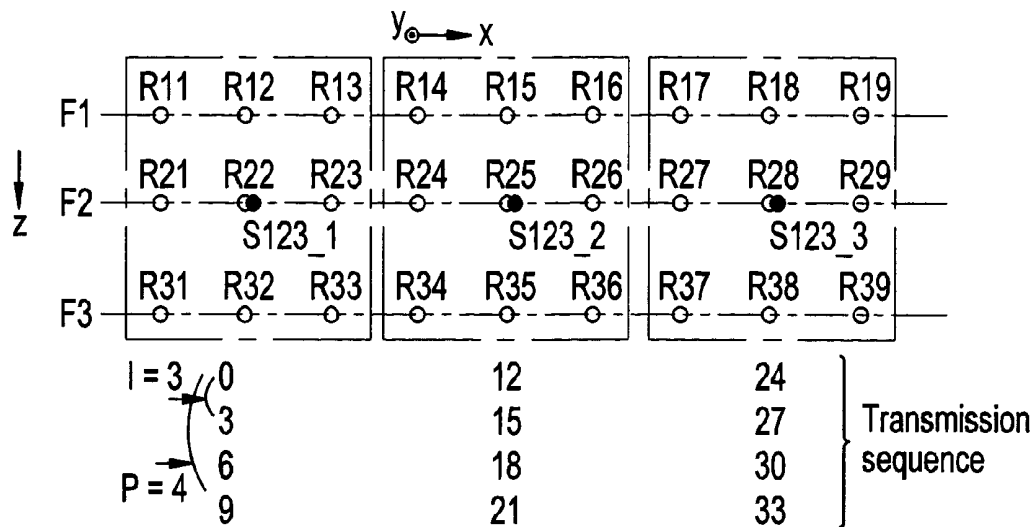 y x
R11 R12 R13 R14 R15 R16 R17 R18 R19
F1
R21 R22 R23 R24 R25 R26 R27 R28 R29
z F2
S123_1 S123_2 S123_3
R31 R32 R33 R34 R35 R36 R37 R38 R39
F3
I = 3 0 12 24
3 15 27 Transmission
6 18 30 sequence
P = 4
9 21 33